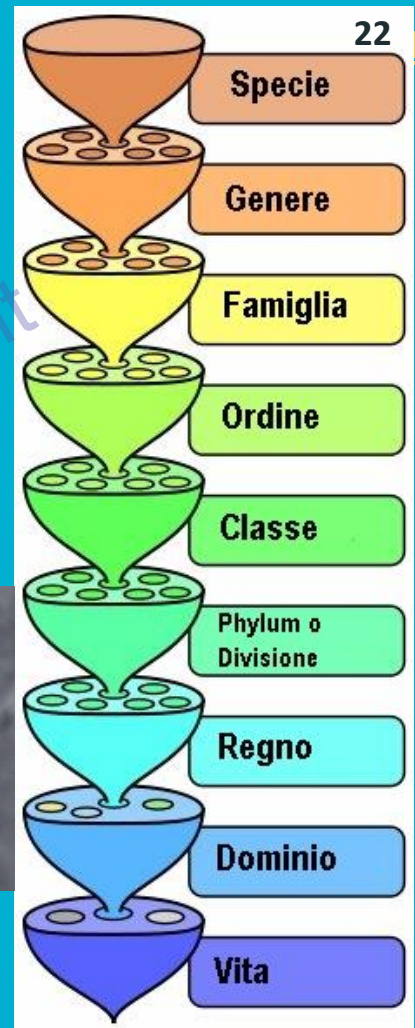 22
Specie
Genere
Famiglia
Ordine
Classe
Phylum o
Divisione
Regno
Dominio
Vita